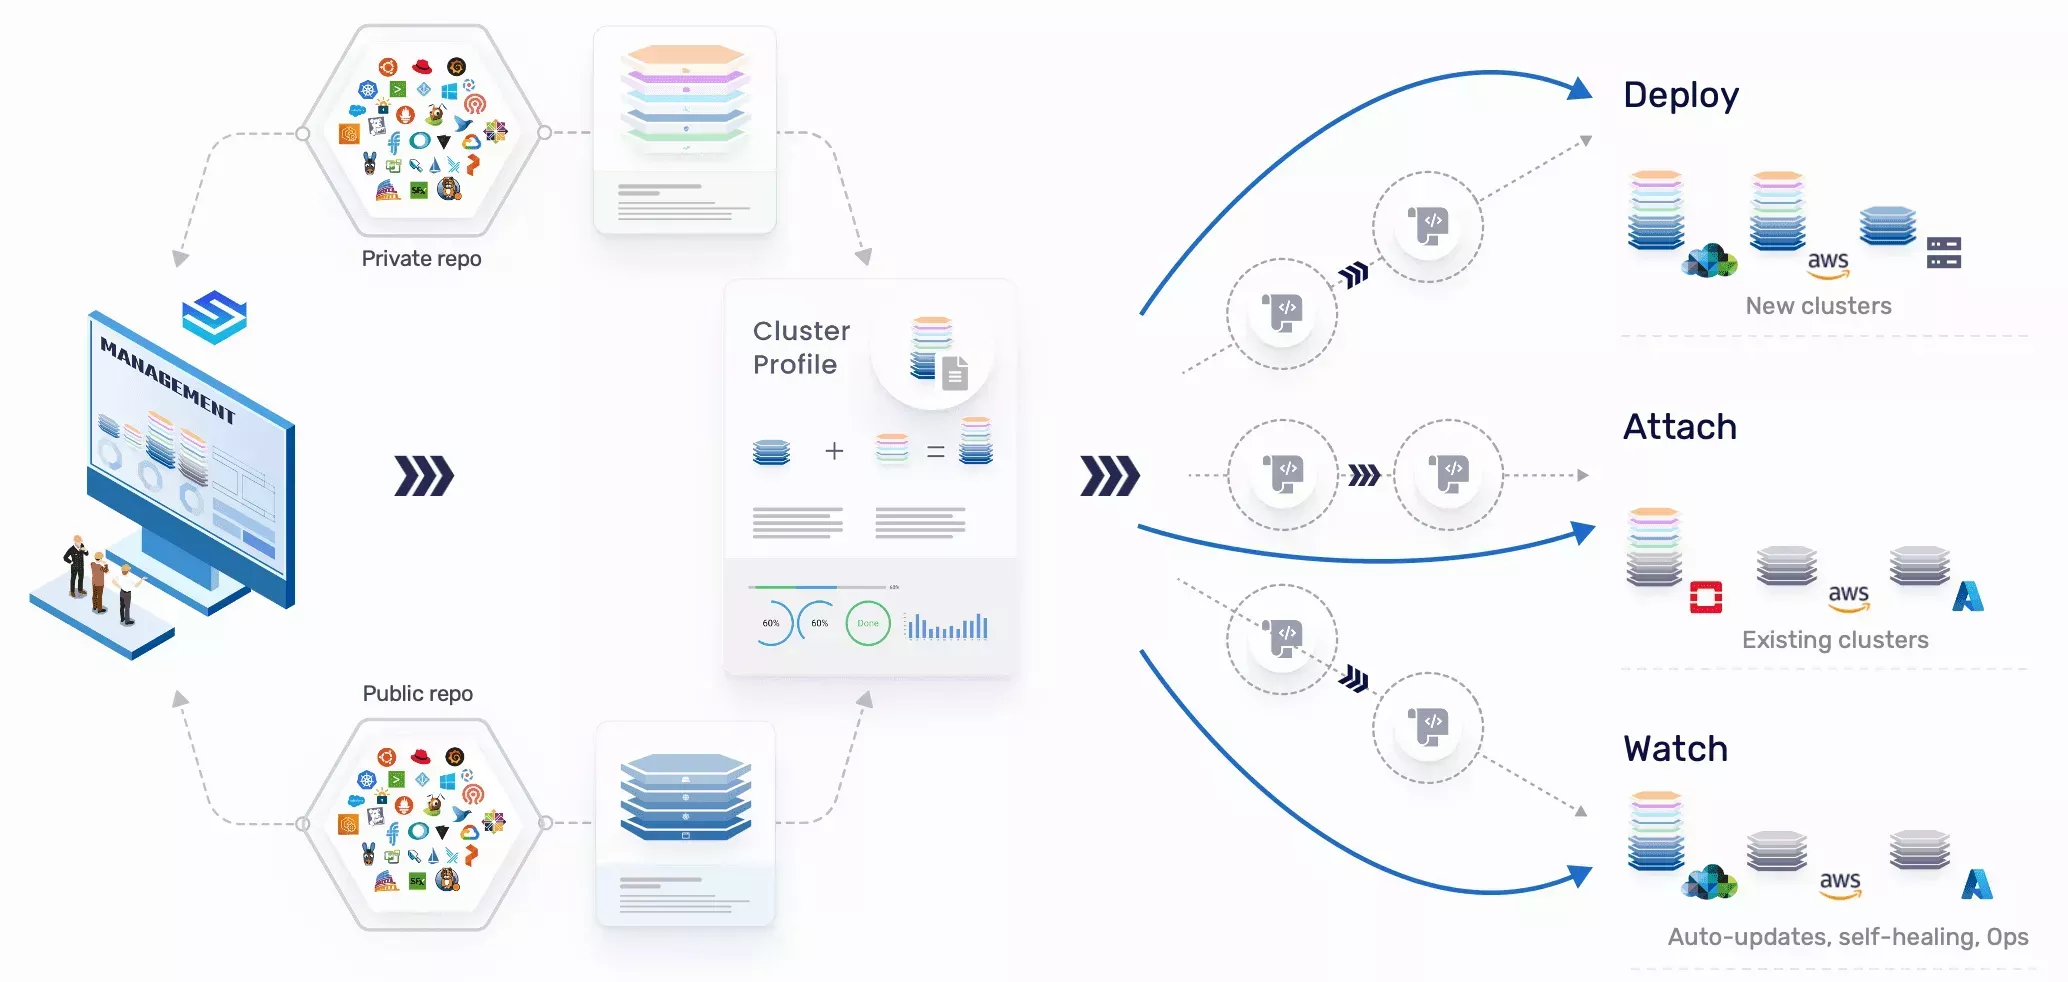 Private repo
MANAGEMENT
Cluster
Profile
+
=
60%
60%
60%
Done
Public repo
Deploy
aws
New clusters
Attach
aws
Existing clusters
Watch
aws
Auto-updates, self-healing, Ops